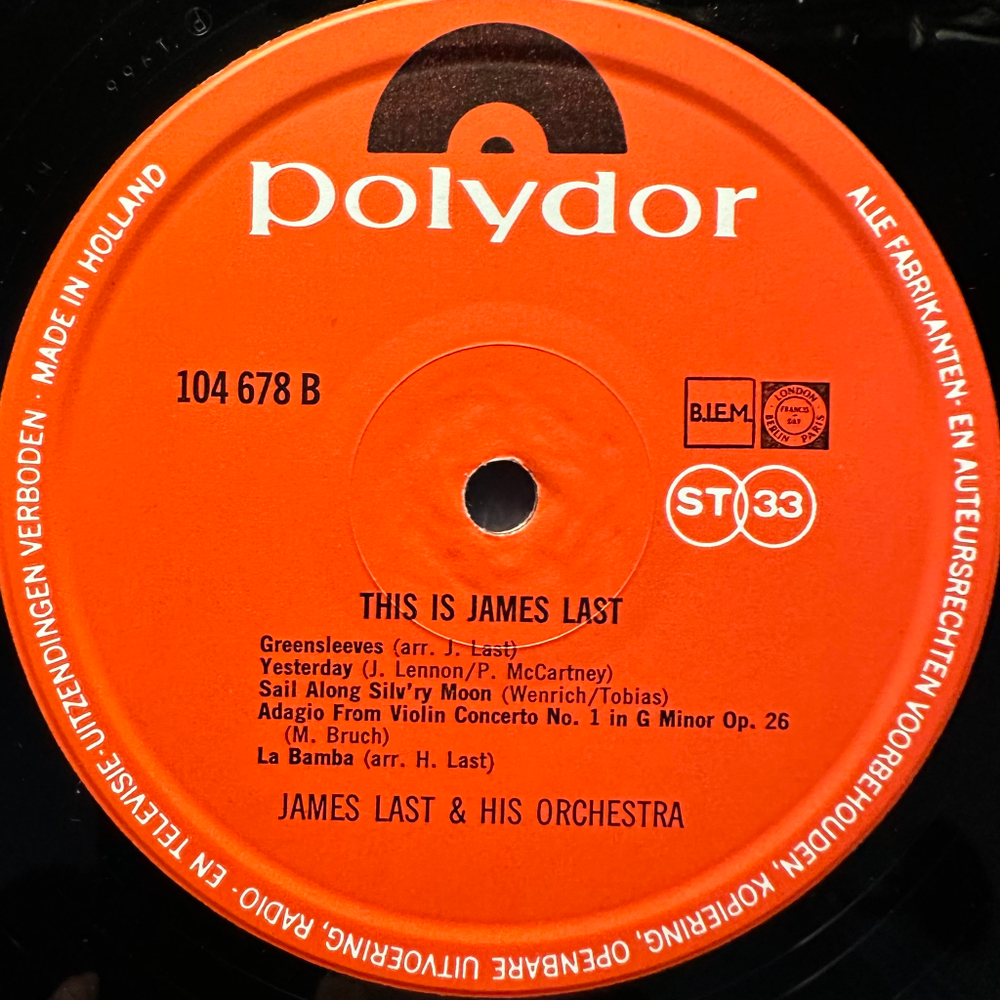 polydor
MADE IN HOLLAND
ALLE FABRIKANTEN- EN AUTEURSRECHTEN VOORBEHOUDEN, KOPIERING, OPENBARE UITVOERING, RADIO- EN TELEVISIE-UITZENDINGEN VERBODEN ·
104 678 B
B.I.E.M.
LONDON
FRANCIS
DAY
BERLIN PARIS
ST 33
THIS IS JAMES LAST
Greensleeves (arr. J. Last)
Yesterday (J. Lennon/P. McCartney)
Sail Along Silv'ry Moon (Wenrich/Tobias)
Adagio From Violin Concerto No. 1 in G Minor Op. 26
(M. Bruch)
La Bamba (arr. H. Last)
JAMES LAST & HIS ORCHESTRA